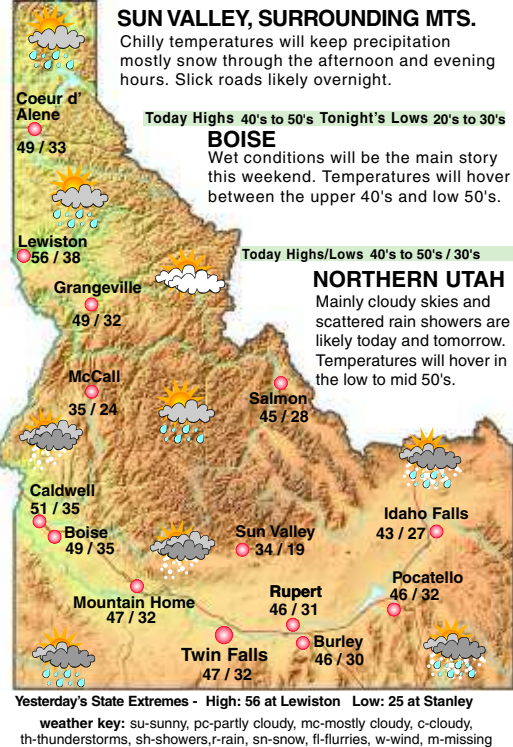 SUN VALLEY, SURROUNDING MTS.
Chilly temperatures will keep precipitation
mostly snow through the afternoon and evening
hours. Slick roads likely overnight.
Today Highs 40's to 50's Tonight's Lows 20's to 30's
BOISE
Wet conditions will be the main story
this weekend. Temperatures will hover
between the upper 40's and low 50's.
Today Highs/Lows 40's to 50's / 30's
NORTHERN UTAH
Mainly cloudy skies and
scattered rain showers are
likely today and tomorrow.
Temperatures will hover in
the low to mid 50's.
Coeur d'
Alene
49 / 33
Lewiston
56 / 38
Grangeville
49 / 32
McCall
35 / 24
Salmon
45 / 28
Caldwell
51 / 35
Boise
49 / 35
Sun Valley
34 / 19
Idaho Falls
43 / 27
Pocatello
46 / 32
Mountain Home
47 / 32
Rupert
46 / 31
Burley
46 / 30
Twin Falls
47 / 32
Yesterday's State Extremes - High: 56 at Lewiston Low: 25 at Stanley
weather key: su-sunny, pc-partly cloudy, mc-mostly cloudy, c-cloudy,
th-thunderstorms, sh-showers,r-rain, sn-snow, fl-flurries, w-wind, m-missing